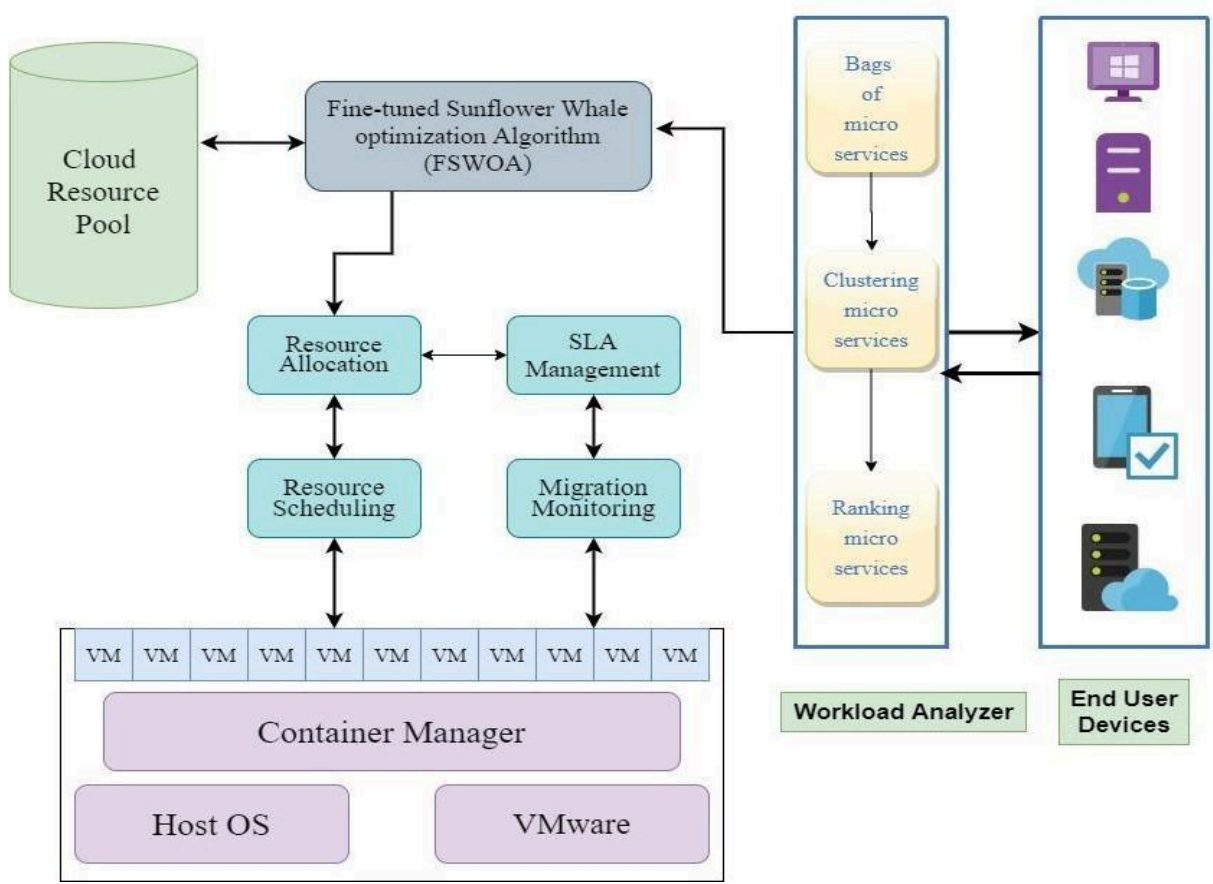 Cloud
Resource
Pool
Fine-tuned Sunflower Whale
optimization Algorithm
(FSWOA)
Bags
of
micro
services
Clustering
micro
services
Ranking
micro
services
Resource
Allocation
SLA
Management
Resource
Scheduling
Migration
Monitoring
VM VM VM VM VM VM VM VM VM VM VM
Container Manager
Host OS
VMware
Workload Analyzer
End User
Devices